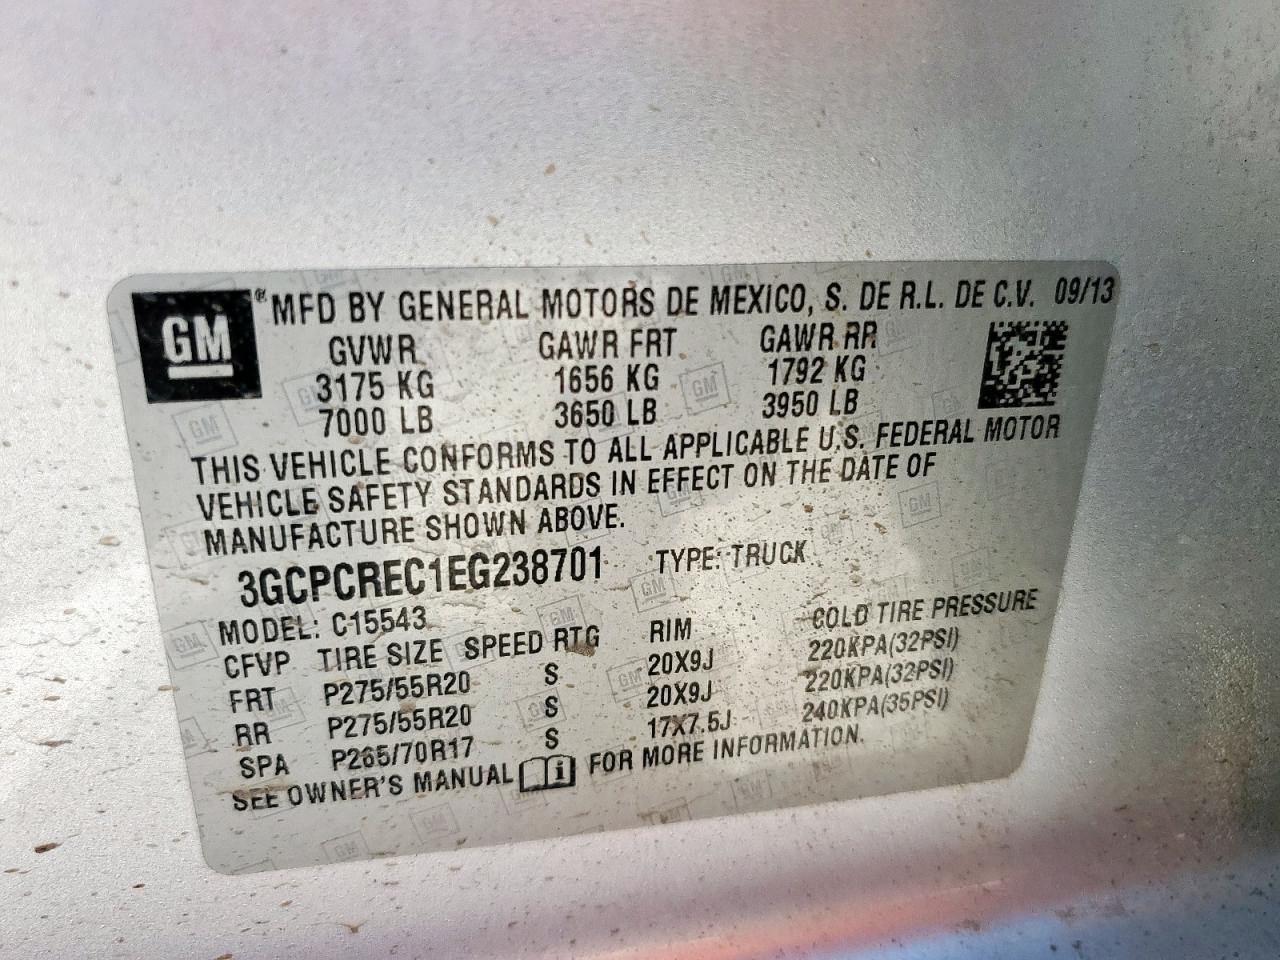 GM ® MFD BY GENERAL MOTORS DE MEXICO, S. DE R.L. DE C.V. 09/13
GVWR GAWR FRT GAWR RR
3175 KG 1656 KG 1792 KG
7000 LB 3650 LB 3950 LB
THIS VEHICLE CONFORMS TO ALL APPLICABLE U.S. FEDERAL MOTOR
VEHICLE SAFETY STANDARDS IN EFFECT ON THE DATE OF
MANUFACTURE SHOWN ABOVE.
3GCPCREC1EG238701 TYPE: TRUCK
MODEL: C15543
CFVP TIRE SIZE SPEED RTG RIM COLD TIRE PRESSURE
FRT P275/55R20 S 20X9J 220KPA(32PSI)
RR P275/55R20 S 20X9J 220KPA(32PSI)
SPA P265/70R17 S 17X7.5J 240KPA(35PSI)
SEE OWNER'S MANUAL i FOR MORE INFORMATION.